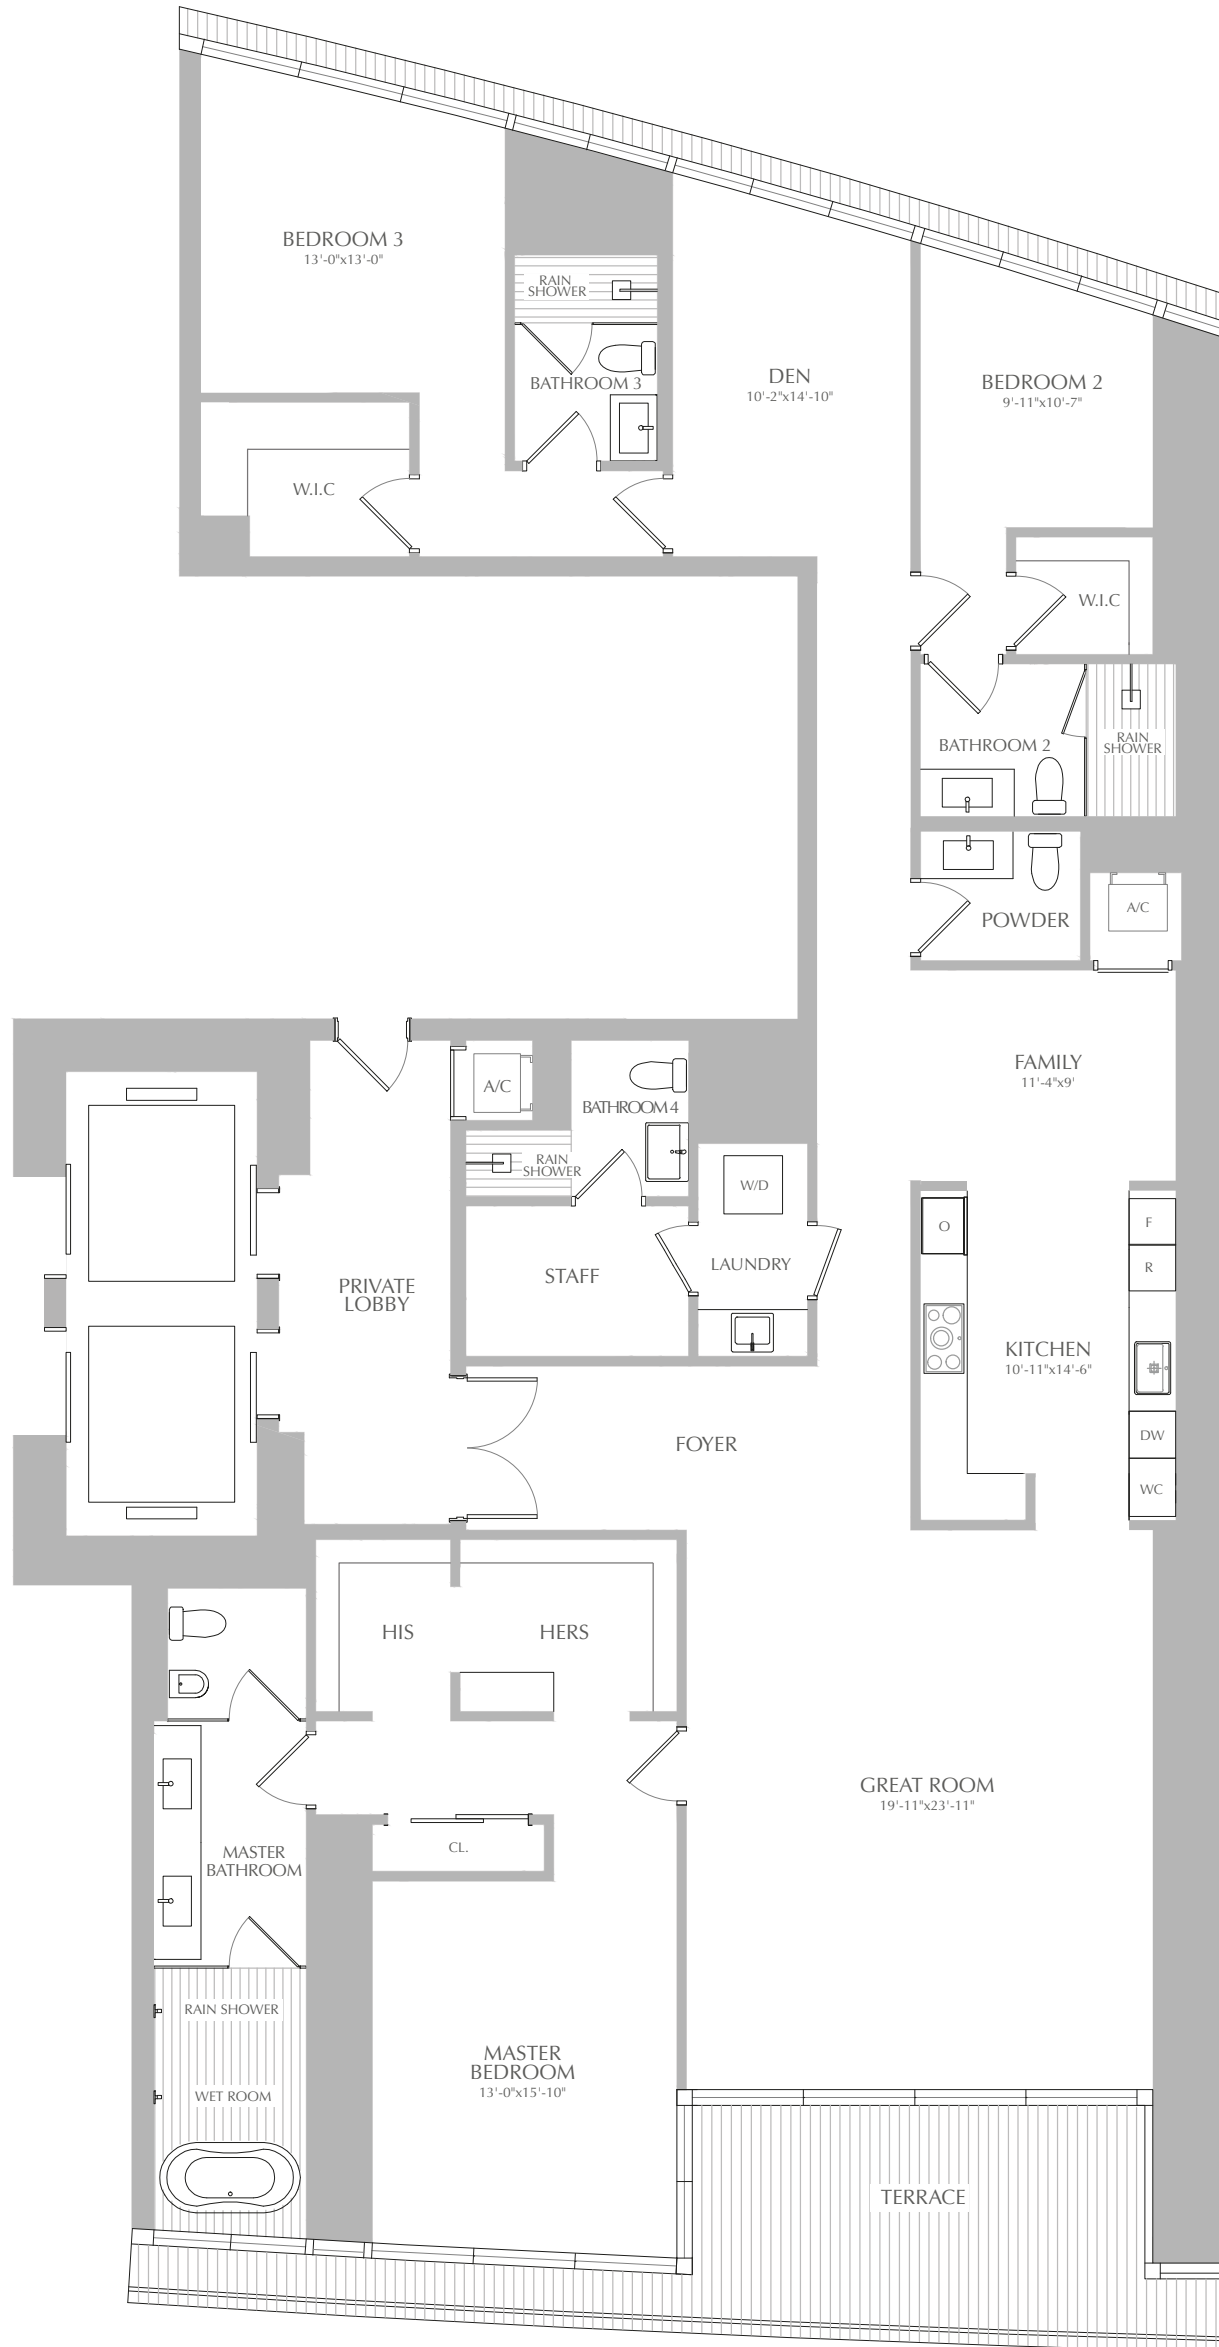 BEDROOM 3
13'-0"x13'-0"
RAIN
SHOWER
BATHROOM 3
DEN
10'-2"x14'-10"
BEDROOM 2
9'-11"x10'-7"
W.I.C
W.I.C
BATHROOM 2
RAIN
SHOWER
POWDER
A/C
FAMILY
11'-4"x9'
A/C
BATHROOM 4
RAIN
SHOWER
W/D
STAFF
LAUNDRY
PRIVATE
LOBBY
O
F
R
KITCHEN
10'-11"x14'-6"
DW
WC
FOYER
HIS
HERS
GREAT ROOM
19'-11"x23'-11"
CL.
MASTER
BATHROOM
RAIN SHOWER
WET ROOM
MASTER
BEDROOM
13'-0"x15'-10"
TERRACE